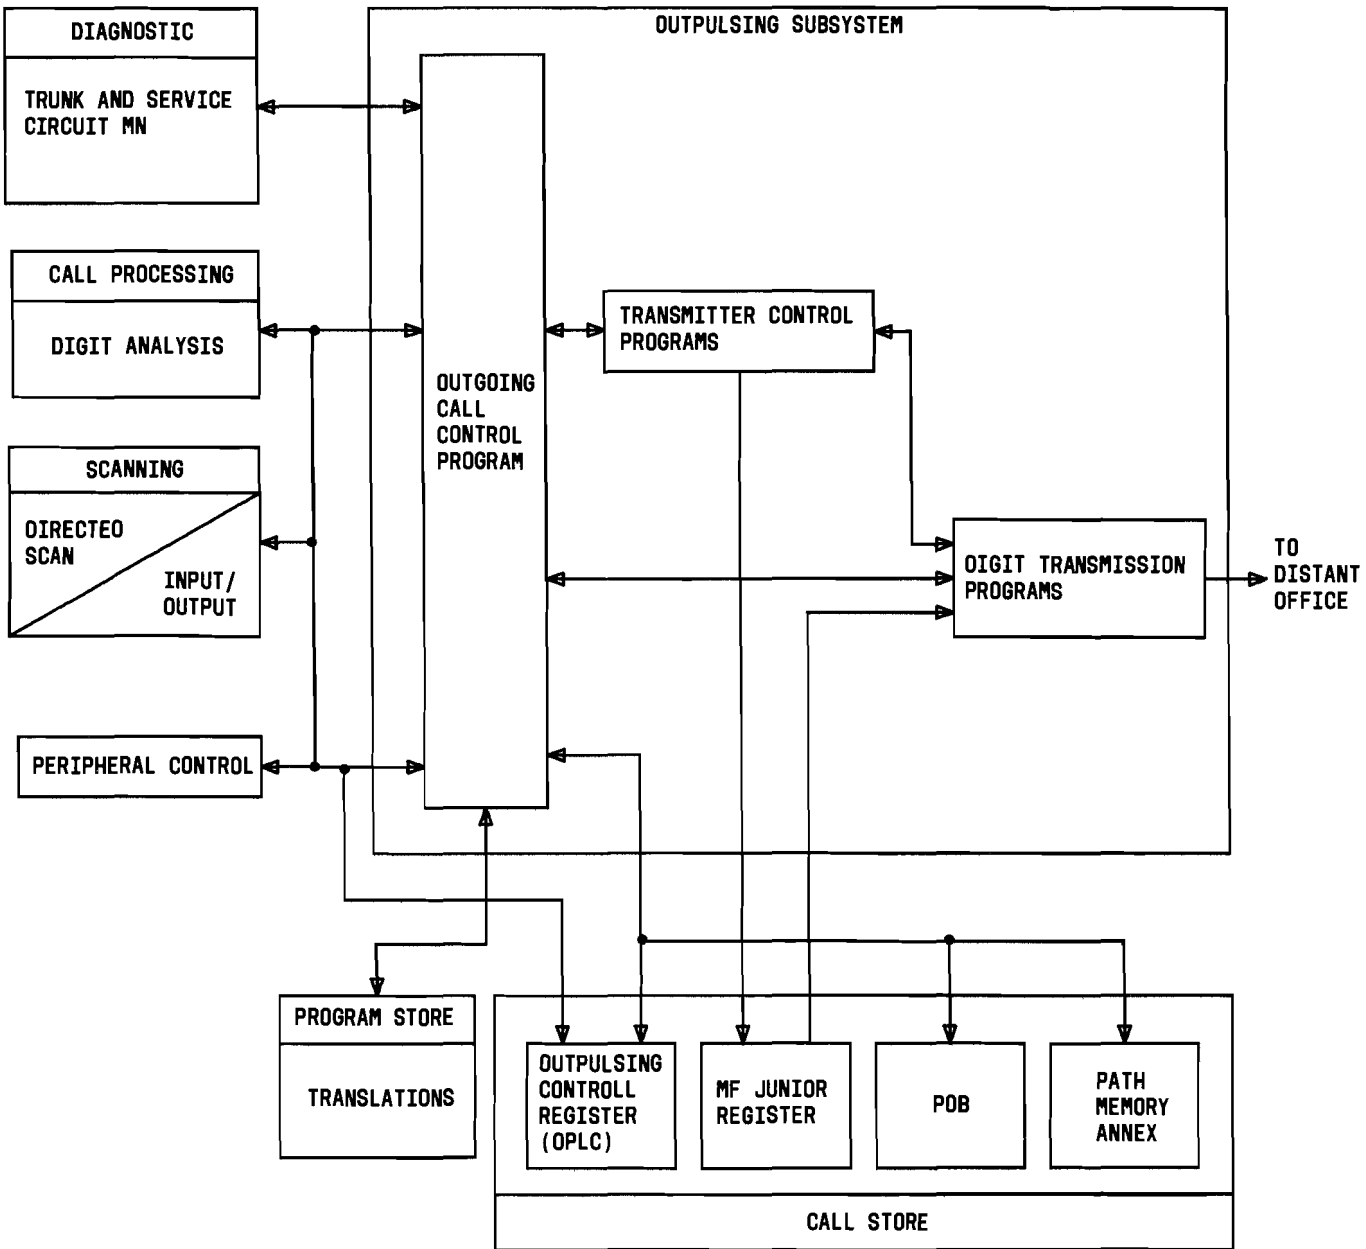 DIAGNOSTIC
TRUNK AND SERVICE
CIRCUIT MN
OUTPULSING SUBSYSTEM
CALL PROCESSING
DIGIT ANALYSIS
SCANNING
DIRECTEO
SCAN
INPUT/
OUTPUT
PERIPHERAL CONTROL
OUTGOING
CALL
CONTROL
PROGRAM
TRANSMITTER CONTROL
PROGRAMS
OIGIT TRANSMISSION
PROGRAMS
TO
DISTANT
OFFICE
PROGRAM STORE
TRANSLATIONS
OUTPULSING
CONTROLL
REGISTER
(OPLC)
MF JUNIOR
REGISTER
POB
PATH
MEMORY
ANNEX
CALL STORE